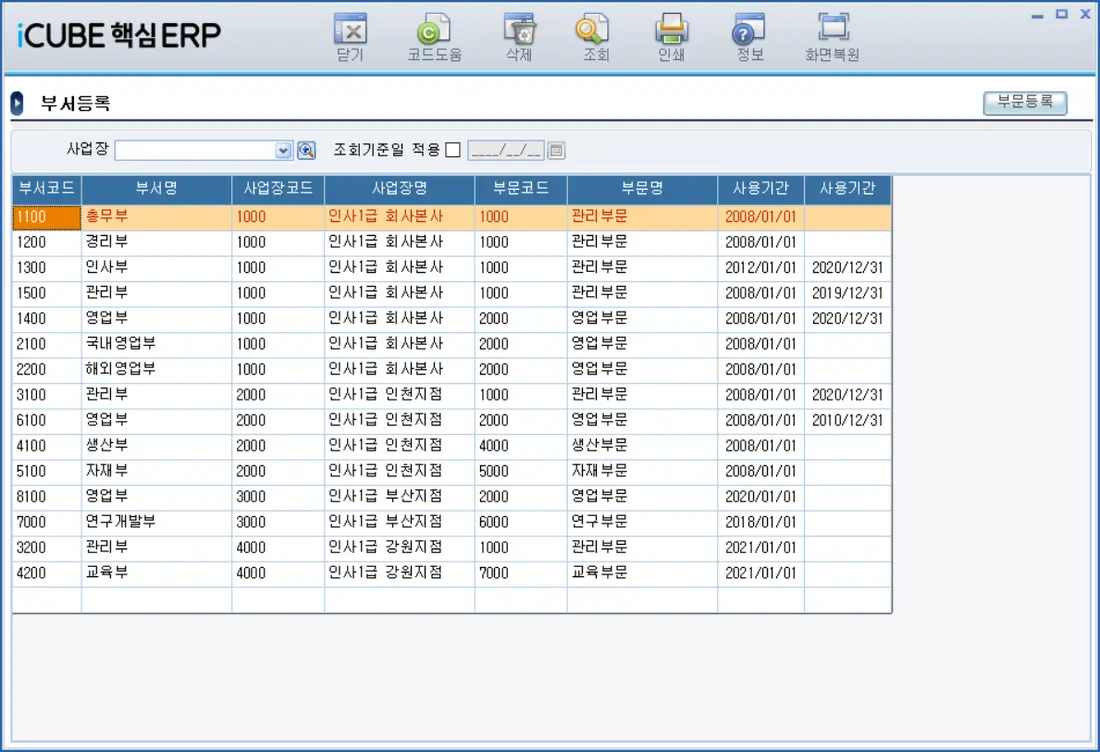 iCUBE 핵심 ERP
닫기 코드도움 삭제 조회 인쇄 정보 화면복원
부서등록 부문등록
사업장 조회기준일 적용 ____/__/__
부서코드 부서명 사업장코드 사업장명 부문코드 부문명 사용기간 사용기간
1100 총무부 1000 인사1급 회사본사 1000 관리부문 2008/01/01
1200 경리부 1000 인사1급 회사본사 1000 관리부문 2008/01/01
1300 인사부 1000 인사1급 회사본사 1000 관리부문 2012/01/01 2020/12/31
1500 관리부 1000 인사1급 회사본사 1000 관리부문 2008/01/01 2019/12/31
1400 영업부 1000 인사1급 회사본사 2000 영업부문 2008/01/01 2020/12/31
2100 국내영업부 1000 인사1급 회사본사 2000 영업부문 2008/01/01
2200 해외영업부 1000 인사1급 회사본사 2000 영업부문 2008/01/01
3100 관리부 2000 인사1급 인천지점 1000 관리부문 2008/01/01 2020/12/31
6100 영업부 2000 인사1급 인천지점 2000 영업부문 2008/01/01 2010/12/31
4100 생산부 2000 인사1급 인천지점 4000 생산부문 2008/01/01
5100 자재부 2000 인사1급 인천지점 5000 자재부문 2008/01/01
8100 영업부 3000 인사1급 부산지점 2000 영업부문 2020/01/01
7000 연구개발부 3000 인사1급 부산지점 6000 연구부문 2018/01/01
3200 관리부 4000 인사1급 강원지점 1000 관리부문 2021/01/01
4200 교육부 4000 인사1급 강원지점 7000 교육부문 2021/01/01